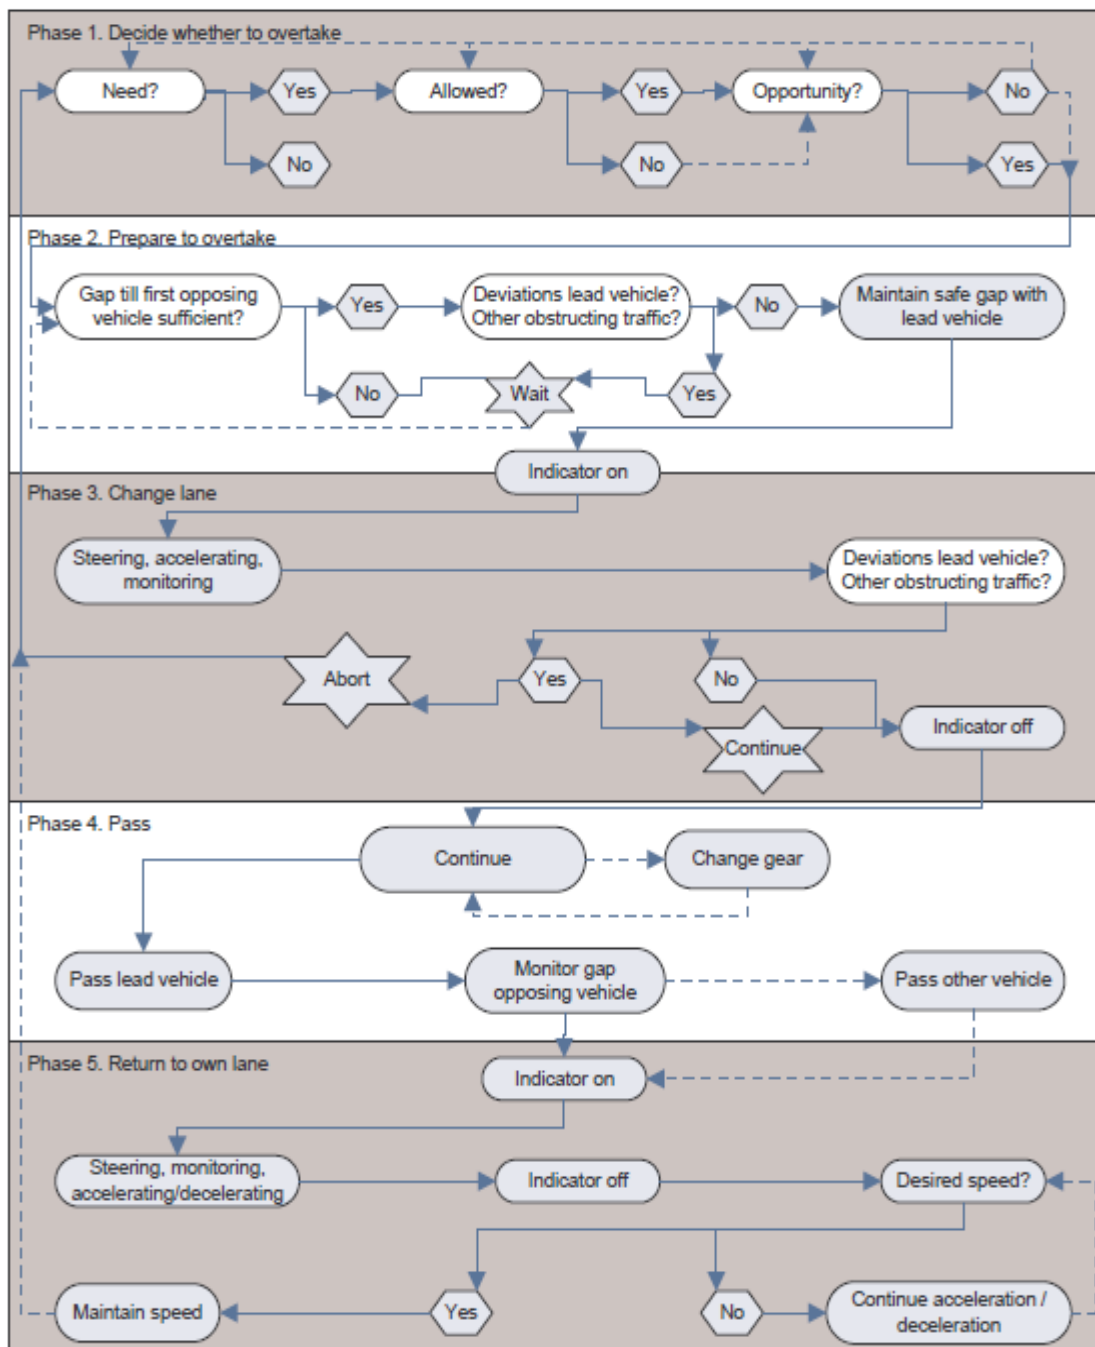 Phase 1. Decide whether to overtake
Need?
Yes
Allowed?
Yes
Opportunity?
No
No
No
Yes
Phase 2. Prepare to overtake
Gap till first opposing
vehicle sufficient?
Yes
Deviations lead vehicle?
Other obstructing traffic?
No
Maintain safe gap with
lead vehicle
No
Wait
Yes
Indicator on
Phase 3. Change lane
Steering, accelerating,
monitoring
Deviations lead vehicle?
Other obstructing traffic?
Abort
Yes
No
Continue
Indicator off
Phase 4. Pass
Continue
Change gear
Pass lead vehicle
Monitor gap
opposing vehicle
Pass other vehicle
Phase 5. Return to own lane
Indicator on
Steering, monitoring,
accelerating/decelerating
Indicator off
Desired speed?
Maintain speed
Yes
No
Continue acceleration /
deceleration